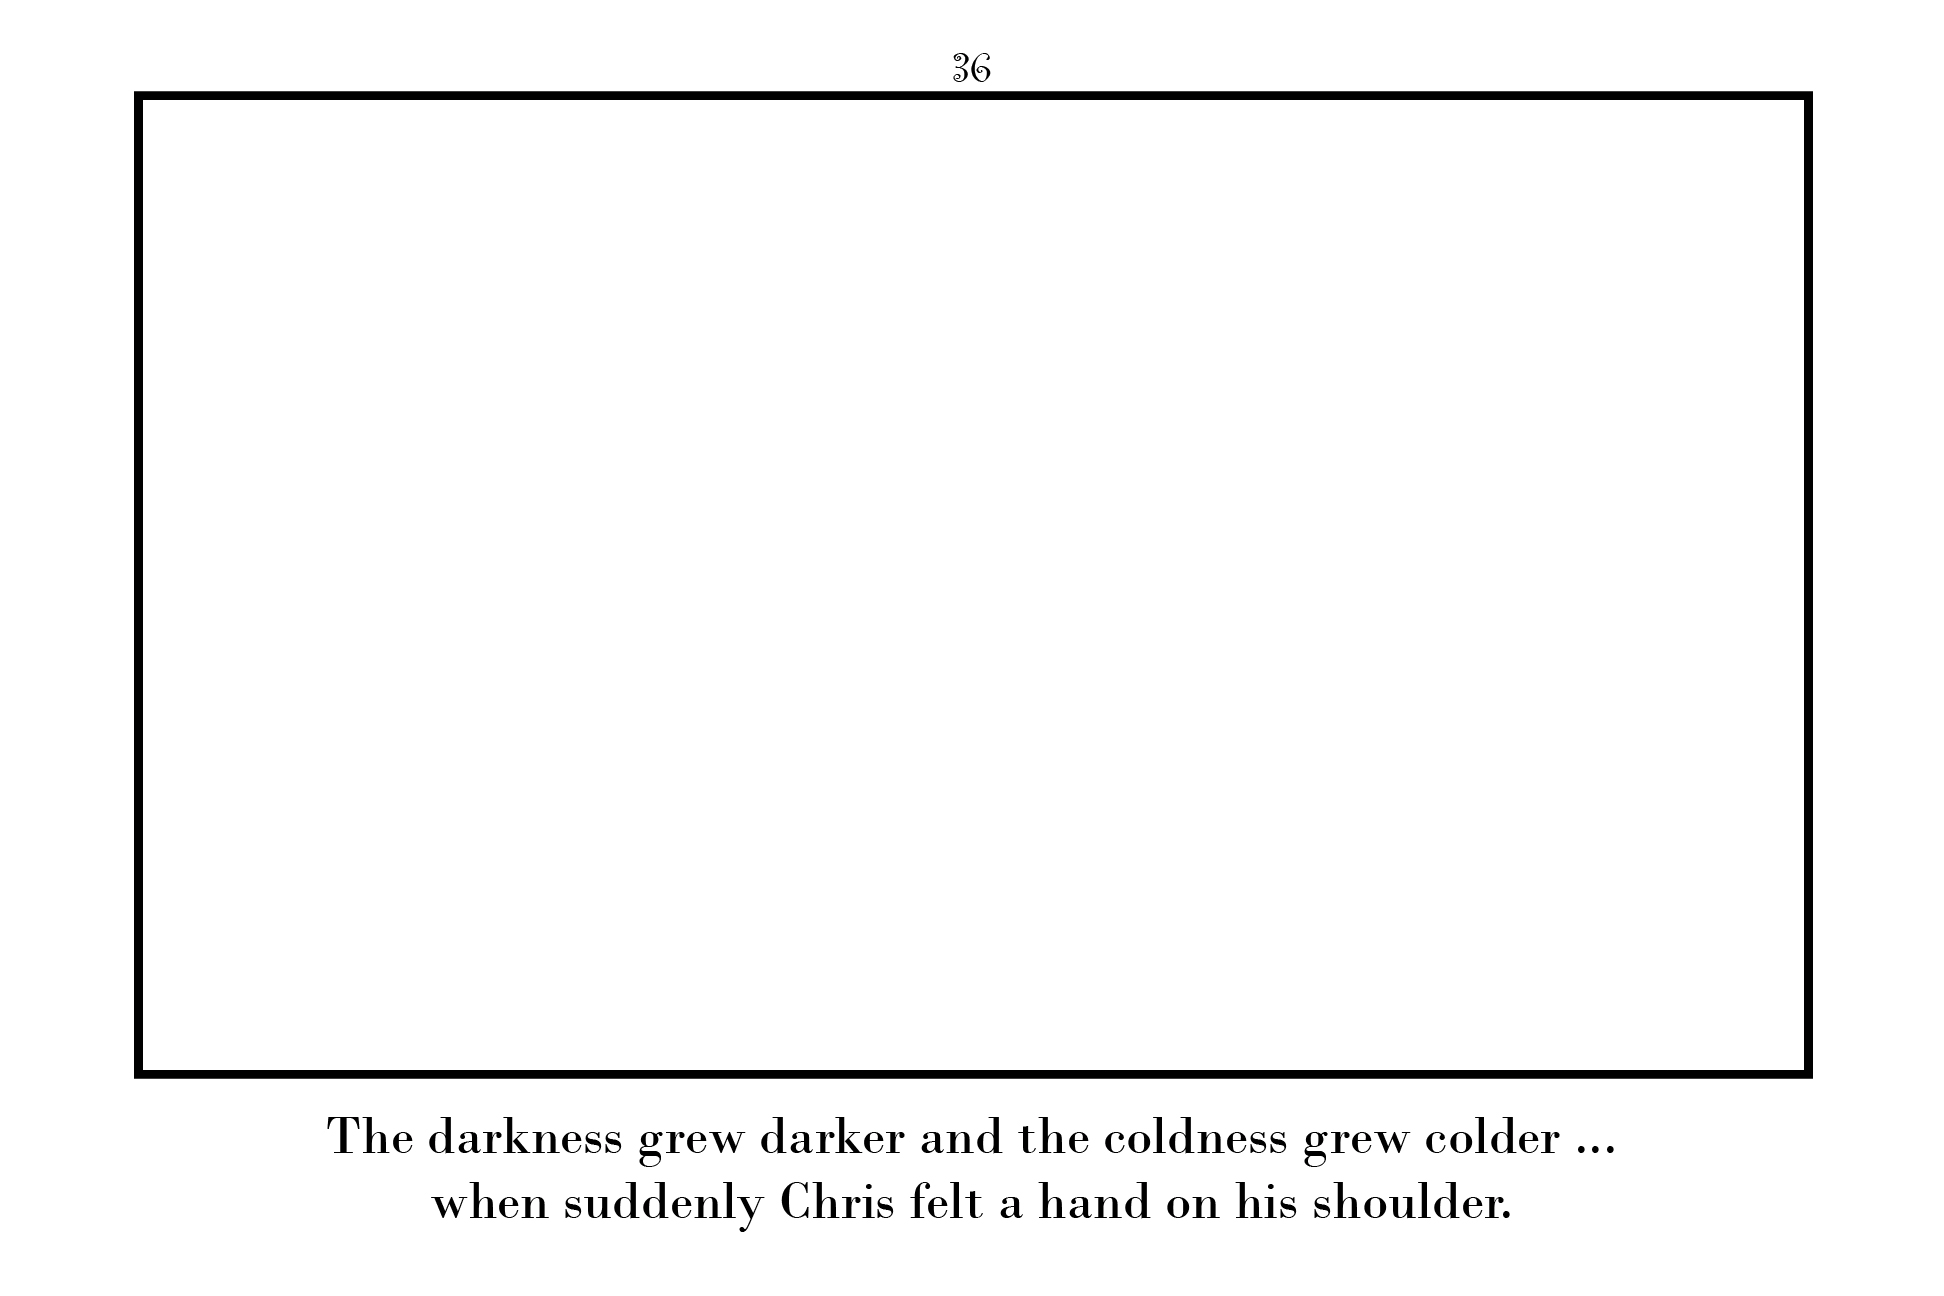 36
The darkness grew darker and the coldness grew colder ...
when suddenly Chris felt a hand on his shoulder.